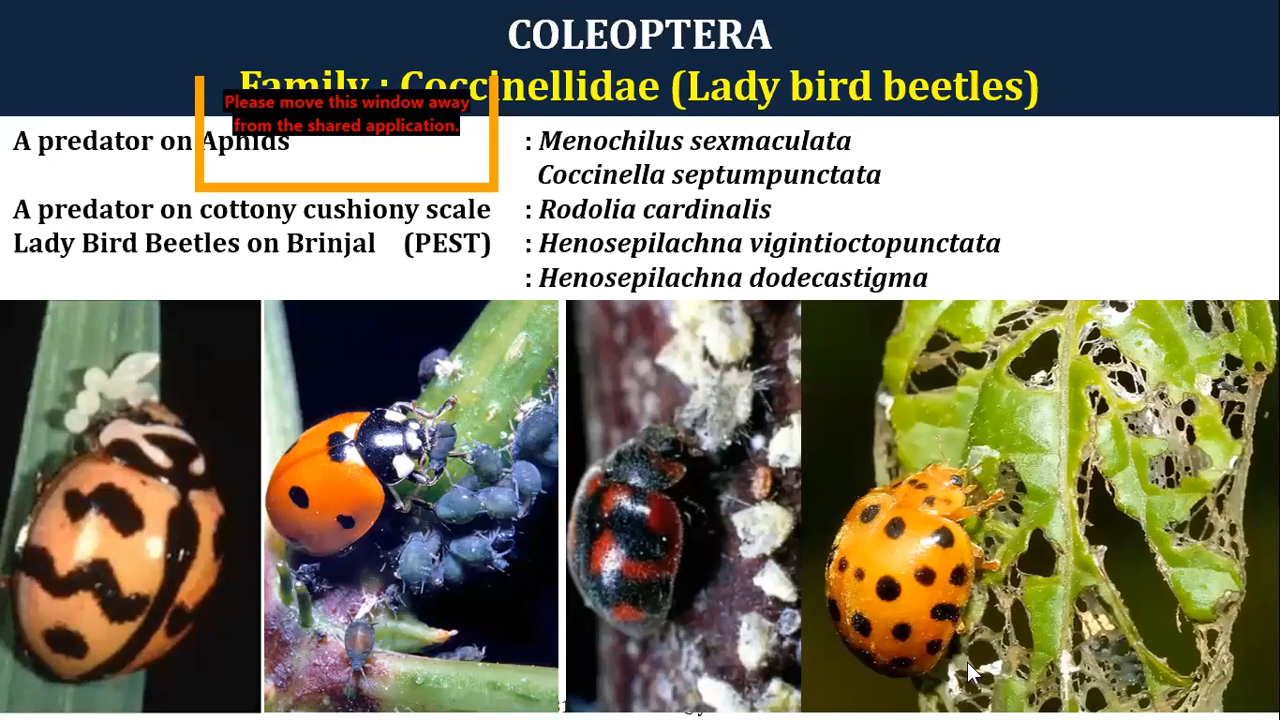 COLEOPTERA
Family : Coccinellidae (Lady bird beetles)
Please move this window away
from the shared application.
A predator on Aphids : Menochilus sexmaculata
Coccinella septumpunctata
A predator on cottony cushiony scale : Rodolia cardinalis
Lady Bird Beetles on Brinjal (PEST) : Henosepilachna vigintioctopunctata
: Henosepilachna dodecastigma